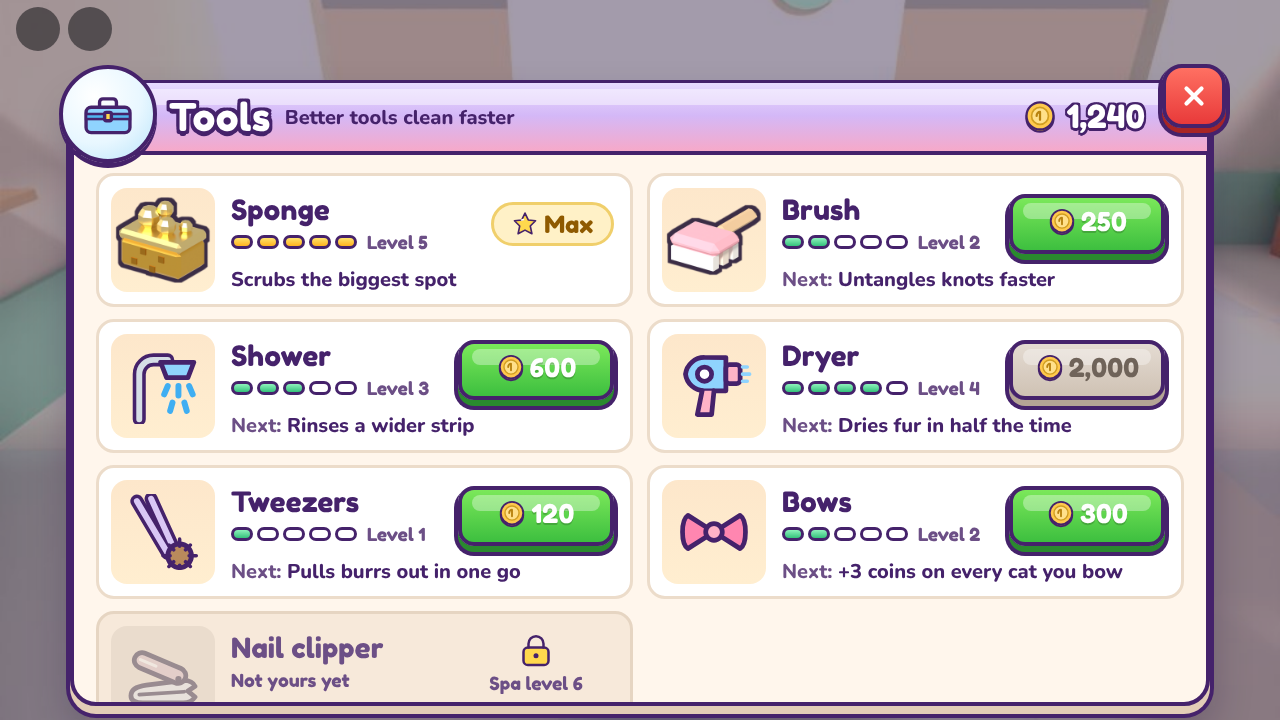 Tools
Better tools clean faster
1,240
Sponge
Level 5
Max
Scrubs the biggest spot
Brush
Level 2
250
Next: Untangles knots faster
Shower
Level 3
600
Next: Rinses a wider strip
Dryer
Level 4
2,000
Next: Dries fur in half the time
Tweezers
Level 1
120
Next: Pulls burrs out in one go
Bows
Level 2
300
Next: +3 coins on every cat you bow
Nail clipper
Not yours yet
Spa level 6